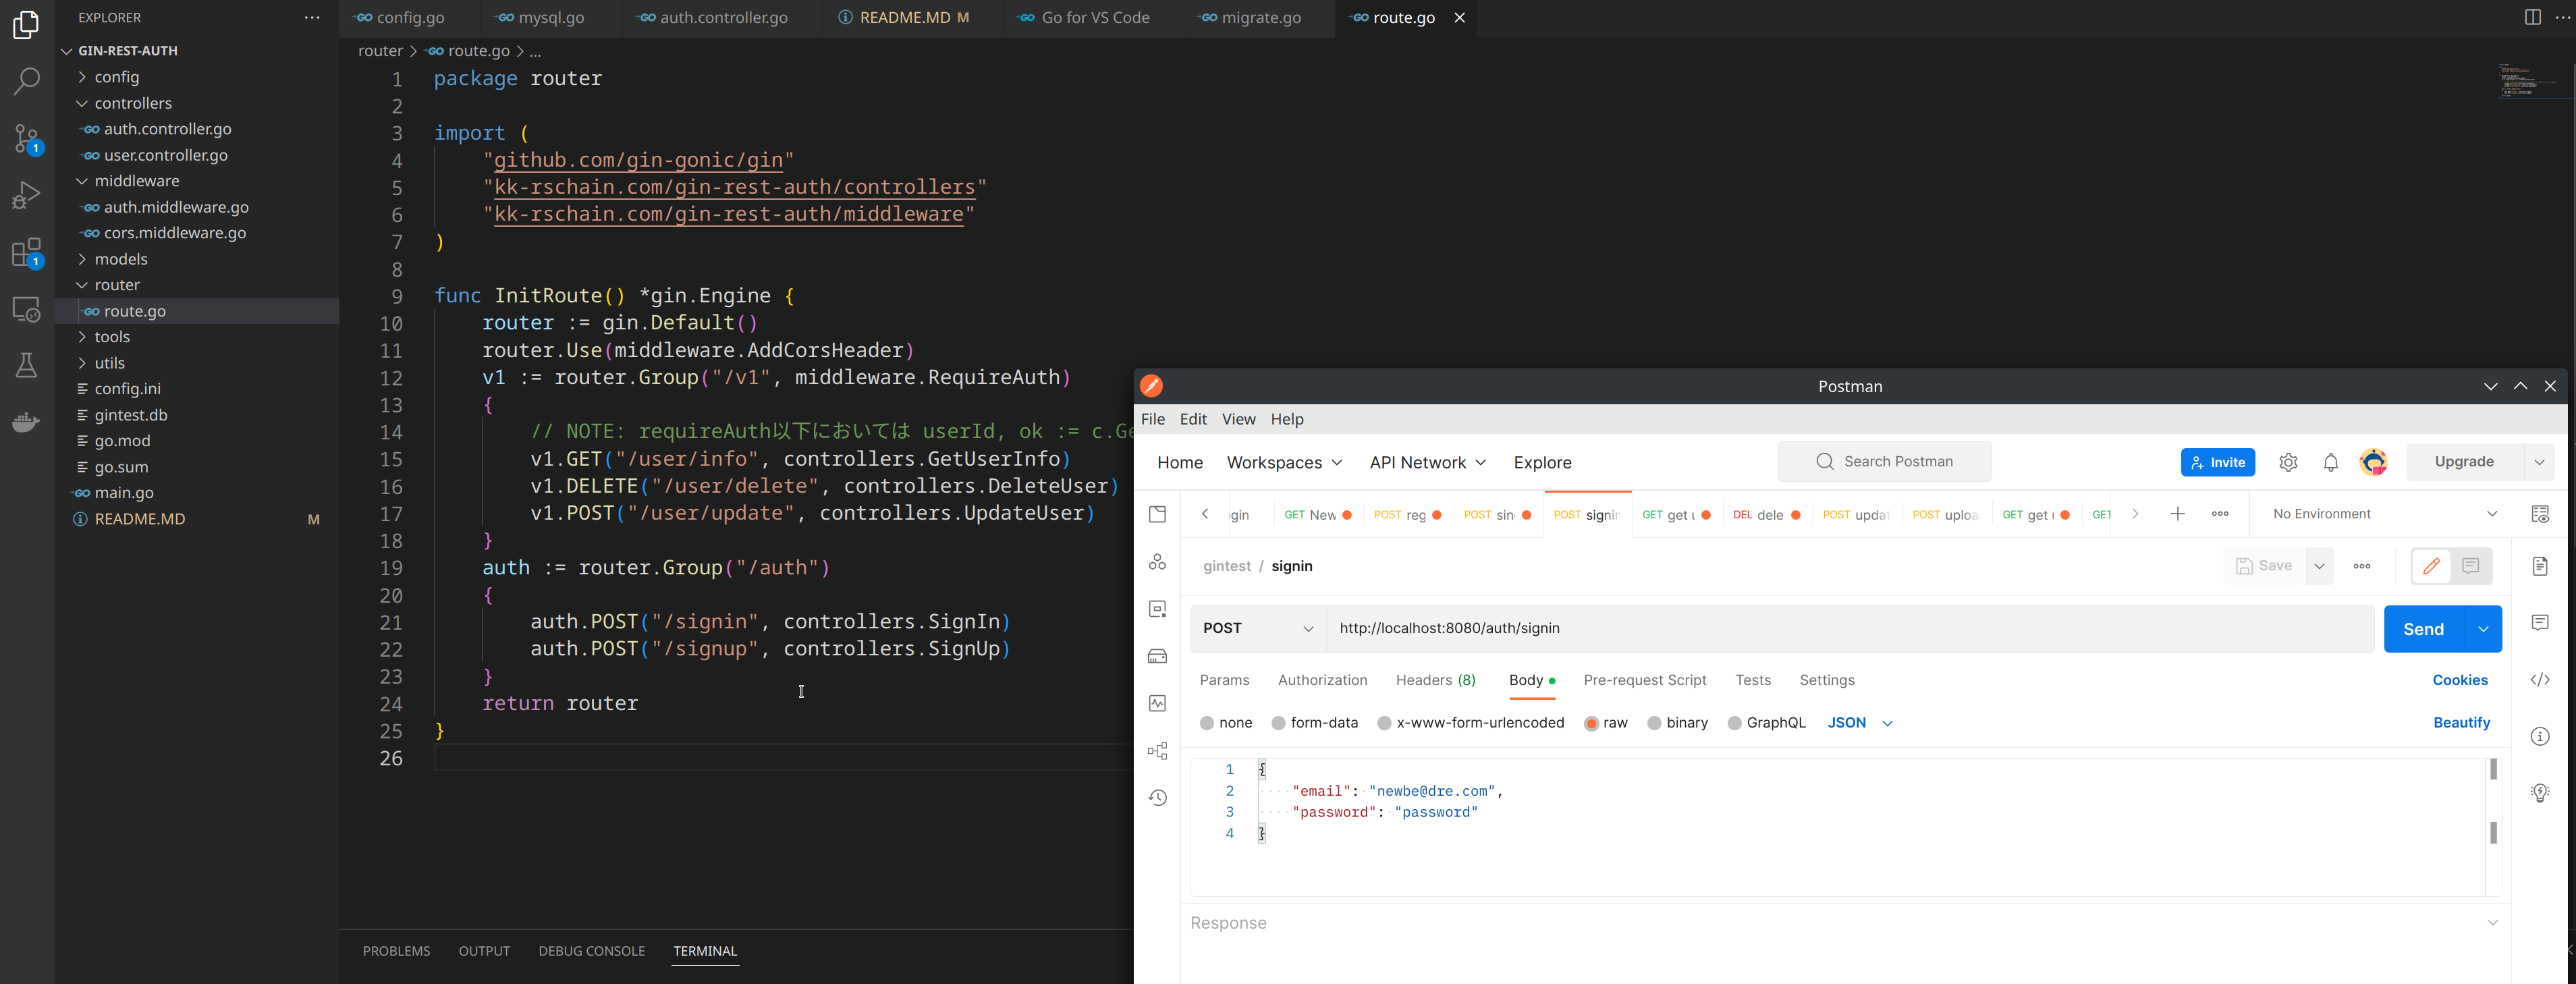 EXPLORER
GIN-REST-AUTH
config
controllers
auth.controller.go
user.controller.go
middleware
auth.middleware.go
cors.middleware.go
models
router
route.go
tools
utils
config.ini
gintest.db
go.mod
go.sum
main.go
README.MD M
1
1
config.go mysql.go auth.controller.go README.MD M Go for VS Code migrate.go route.go
router > route.go > ...
1 package router
2
3 import (
4 "github.com/gin-gonic/gin"
5 "kk-rschain.com/gin-rest-auth/controllers"
6 "kk-rschain.com/gin-rest-auth/middleware"
7 )
8
9 func InitRoute() *gin.Engine {
10 router := gin.Default()
11 router.Use(middleware.AddCorsHeader)
12 v1 := router.Group("/v1", middleware.RequireAuth)
13 {
14 // NOTE: requireAuth以下においては userId, ok := c.Ge
15 v1.GET("/user/info", controllers.GetUserInfo)
16 v1.DELETE("/user/delete", controllers.DeleteUser)
17 v1.POST("/user/update", controllers.UpdateUser)
18 }
19 auth := router.Group("/auth")
20 {
21 auth.POST("/signin", controllers.SignIn)
22 auth.POST("/signup", controllers.SignUp)
23 }
24 return router
25 }
26
PROBLEMS OUTPUT DEBUG CONSOLE TERMINAL
Postman
File Edit View Help
Home Workspaces API Network Explore Search Postman Invite Upgrade
gin GET New POST reg POST sin POST signin GET get u DEL dele POST updat POST uploa GET get GET No Environment
gintest / signin Save
POST http://localhost:8080/auth/signin Send
Params Authorization Headers (8) Body Pre-request Script Tests Settings Cookies
none form-data x-www-form-urlencoded raw binary GraphQL JSON Beautify
1 {
2 "email": "newbe@dre.com",
3 "password": "password"
4 }
Response